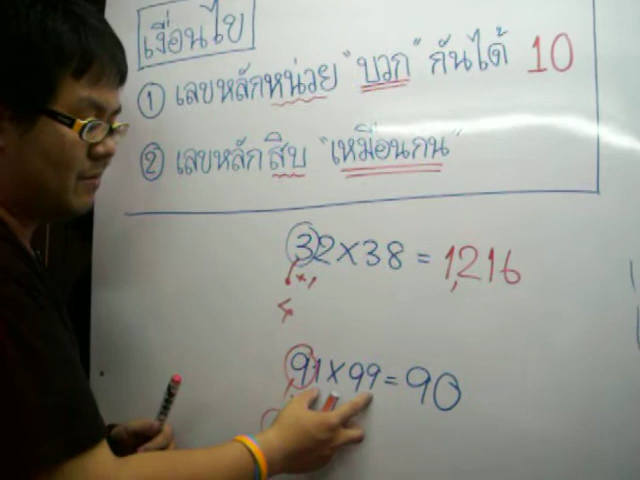 เงื่อนไข
① เลขหลักหน่วย "บวก" กันได้ 10
② เลขหลักสิบ "เหมือนกน"
32×38 = 1,216
91×99=90